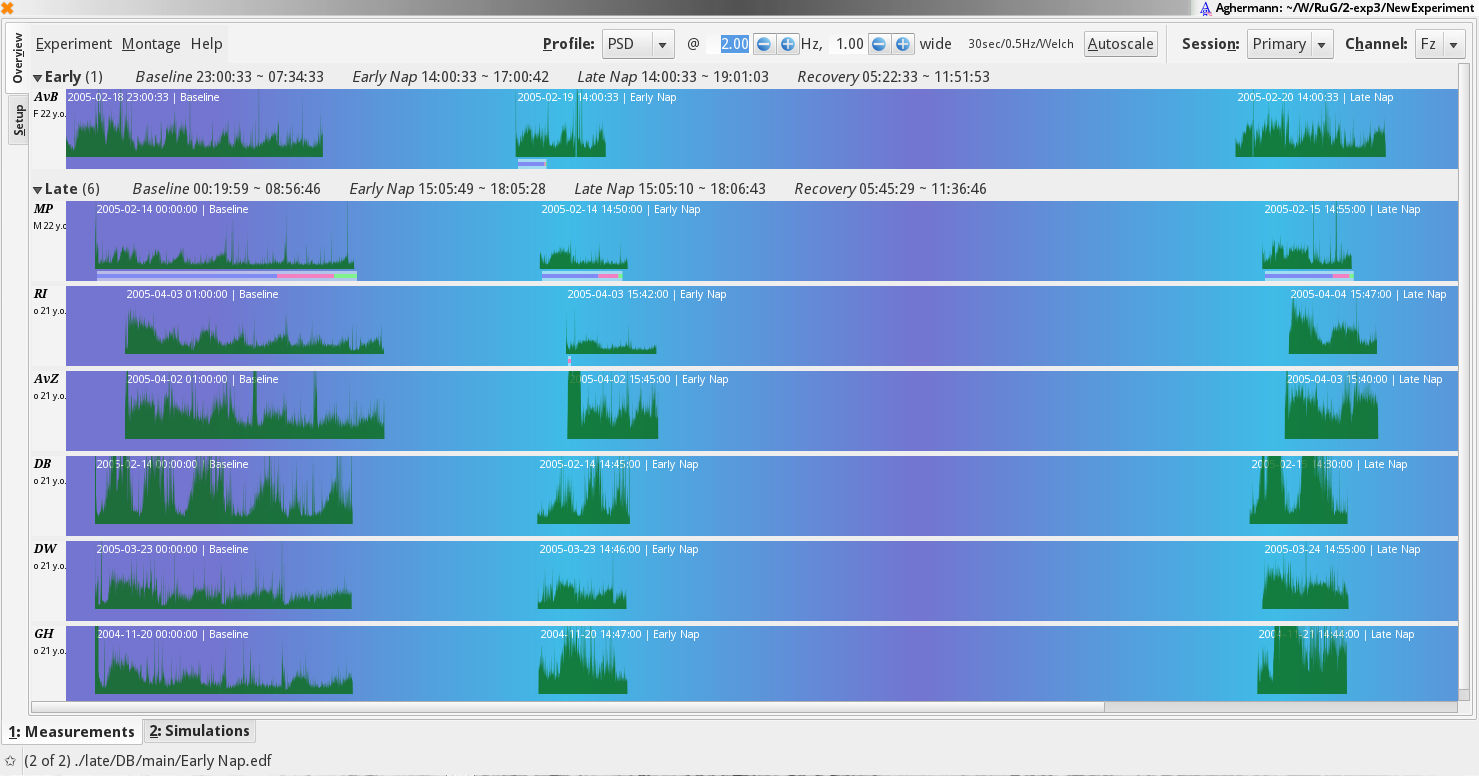 Aghermann: ~/W/RuG/2-exp3/NewExperiment
Overview
Setup
Experiment Montage Help
Profile: PSD @ 2.00 Hz, 1.00 wide 30sec/0.5Hz/Welch Autoscale Session: Primary Channel: Fz
Early (1) Baseline 23:00:33 ~ 07:34:33 Early Nap 14:00:33 ~ 17:00:42 Late Nap 14:00:33 ~ 19:01:03 Recovery 05:22:33 ~ 11:51:53
AvB 2005-02-18 23:00:33 | Baseline 2005-02-19 14:00:33 | Early Nap 2005-02-20 14:00:33 | Late Nap
F 22 y.o.
Late (6) Baseline 00:19:59 ~ 08:56:46 Early Nap 15:05:49 ~ 18:05:28 Late Nap 15:05:10 ~ 18:06:43 Recovery 05:45:29 ~ 11:36:46
MP 2005-02-14 00:00:00 | Baseline 2005-02-14 14:50:00 | Early Nap 2005-02-15 14:55:00 | Late Nap
M 22 y.o
RI 2005-04-03 01:00:00 | Baseline 2005-04-03 15:42:00 | Early Nap 2005-04-04 15:47:00 | Late Nap
o 21 y.o.
AvZ 2005-04-02 01:00:00 | Baseline 2005-04-02 15:45:00 | Early Nap 2005-04-03 15:40:00 | Late Nap
o 21 y.o.
DB 2005-02-14 00:00:00 | Baseline 2005-02-14 14:45:00 | Early Nap 2005-02-15 14:30:00 | Late Nap
o 21 y.o.
DW 2005-03-23 00:00:00 | Baseline 2005-03-23 14:46:00 | Early Nap 2005-03-24 14:55:00 | Late Nap
o 21 y.o.
GH 2004-11-20 00:00:00 | Baseline 2004-11-20 14:47:00 | Early Nap 2004-11-21 14:44:00 | Late Nap
o 21 y.o.
1: Measurements 2: Simulations
(2 of 2) ./late/DB/main/Early Nap.edf